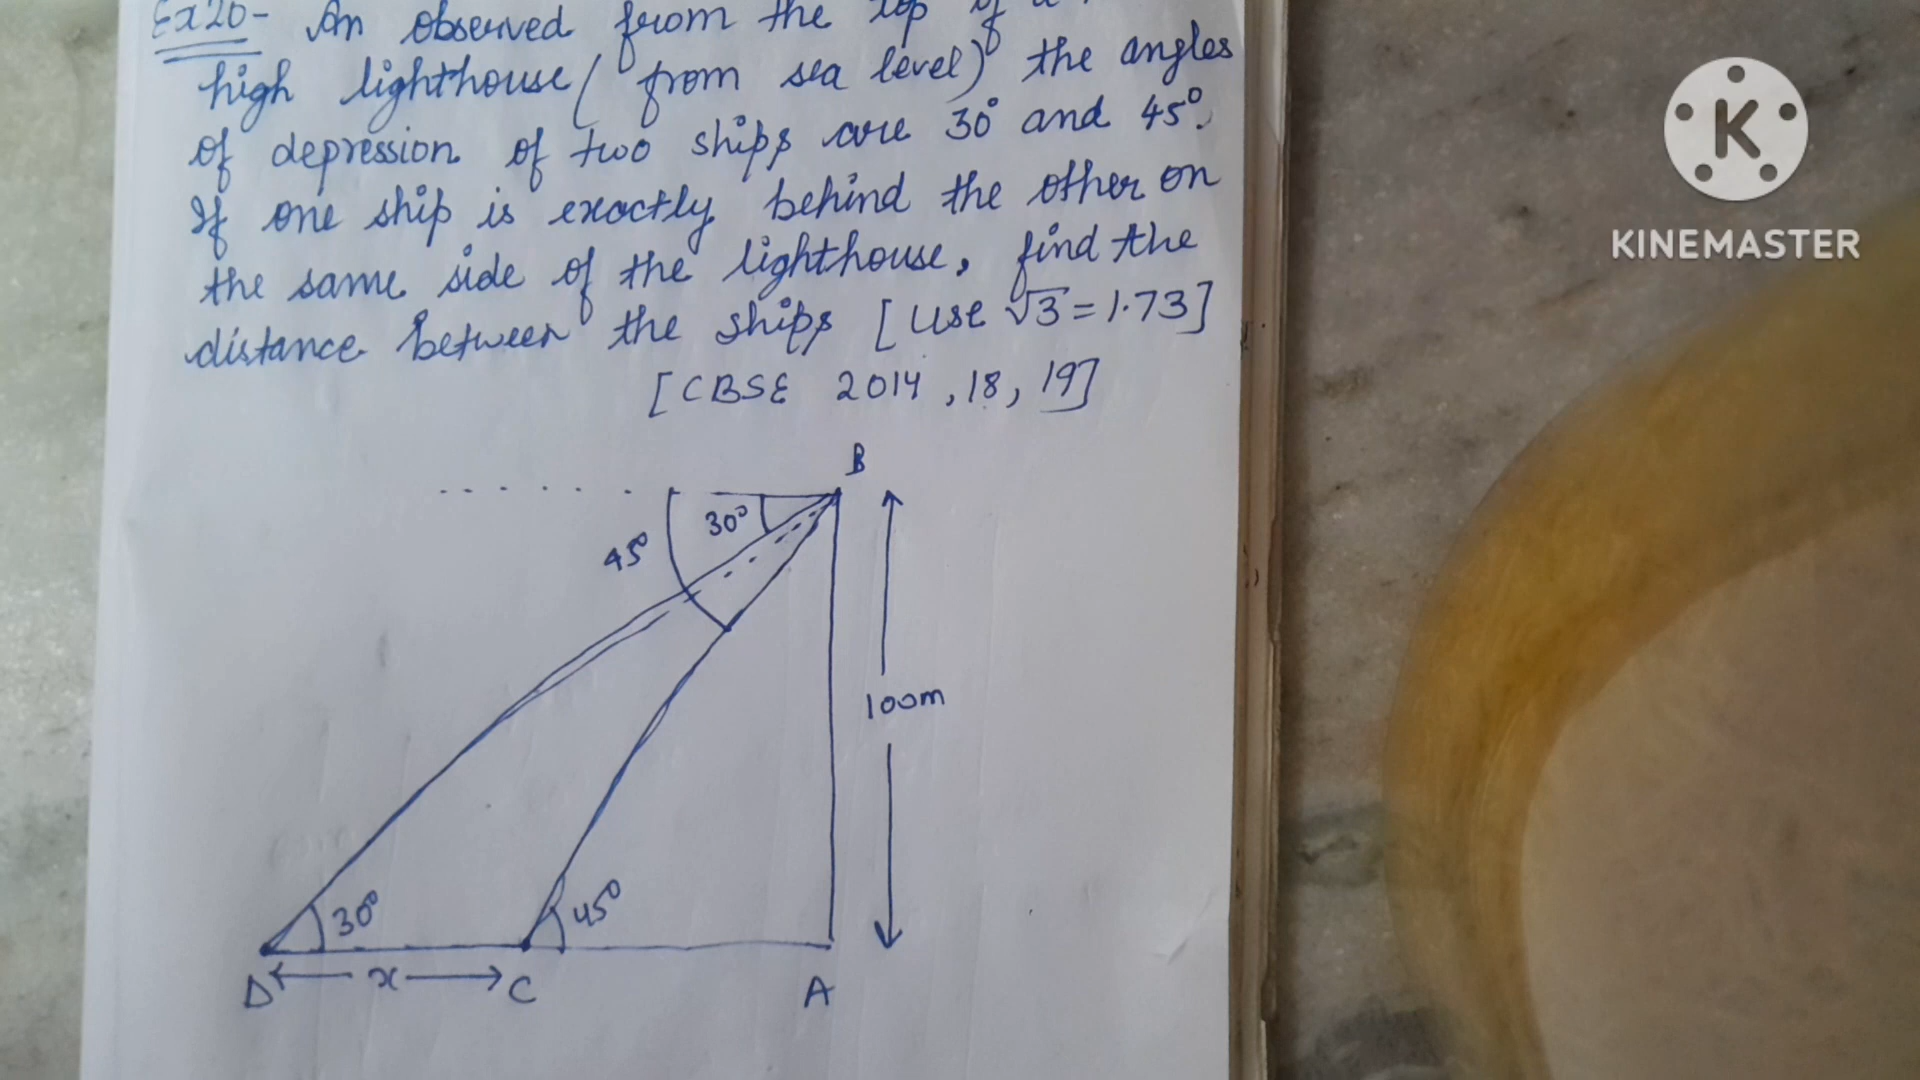 Ex20- An observed from the top of a
high lighthouse (from sea level) the angles
of depression of two ships are 30° and 45°.
If one ship is exactly behind the other on
the same side of the lighthouse, find the
distance between the ships [Use √3=1.73]
[CBSE 2014, 18, 19]
B
30°
45°
100m
30°
45°
D
x
C
A
K
KINEMASTER